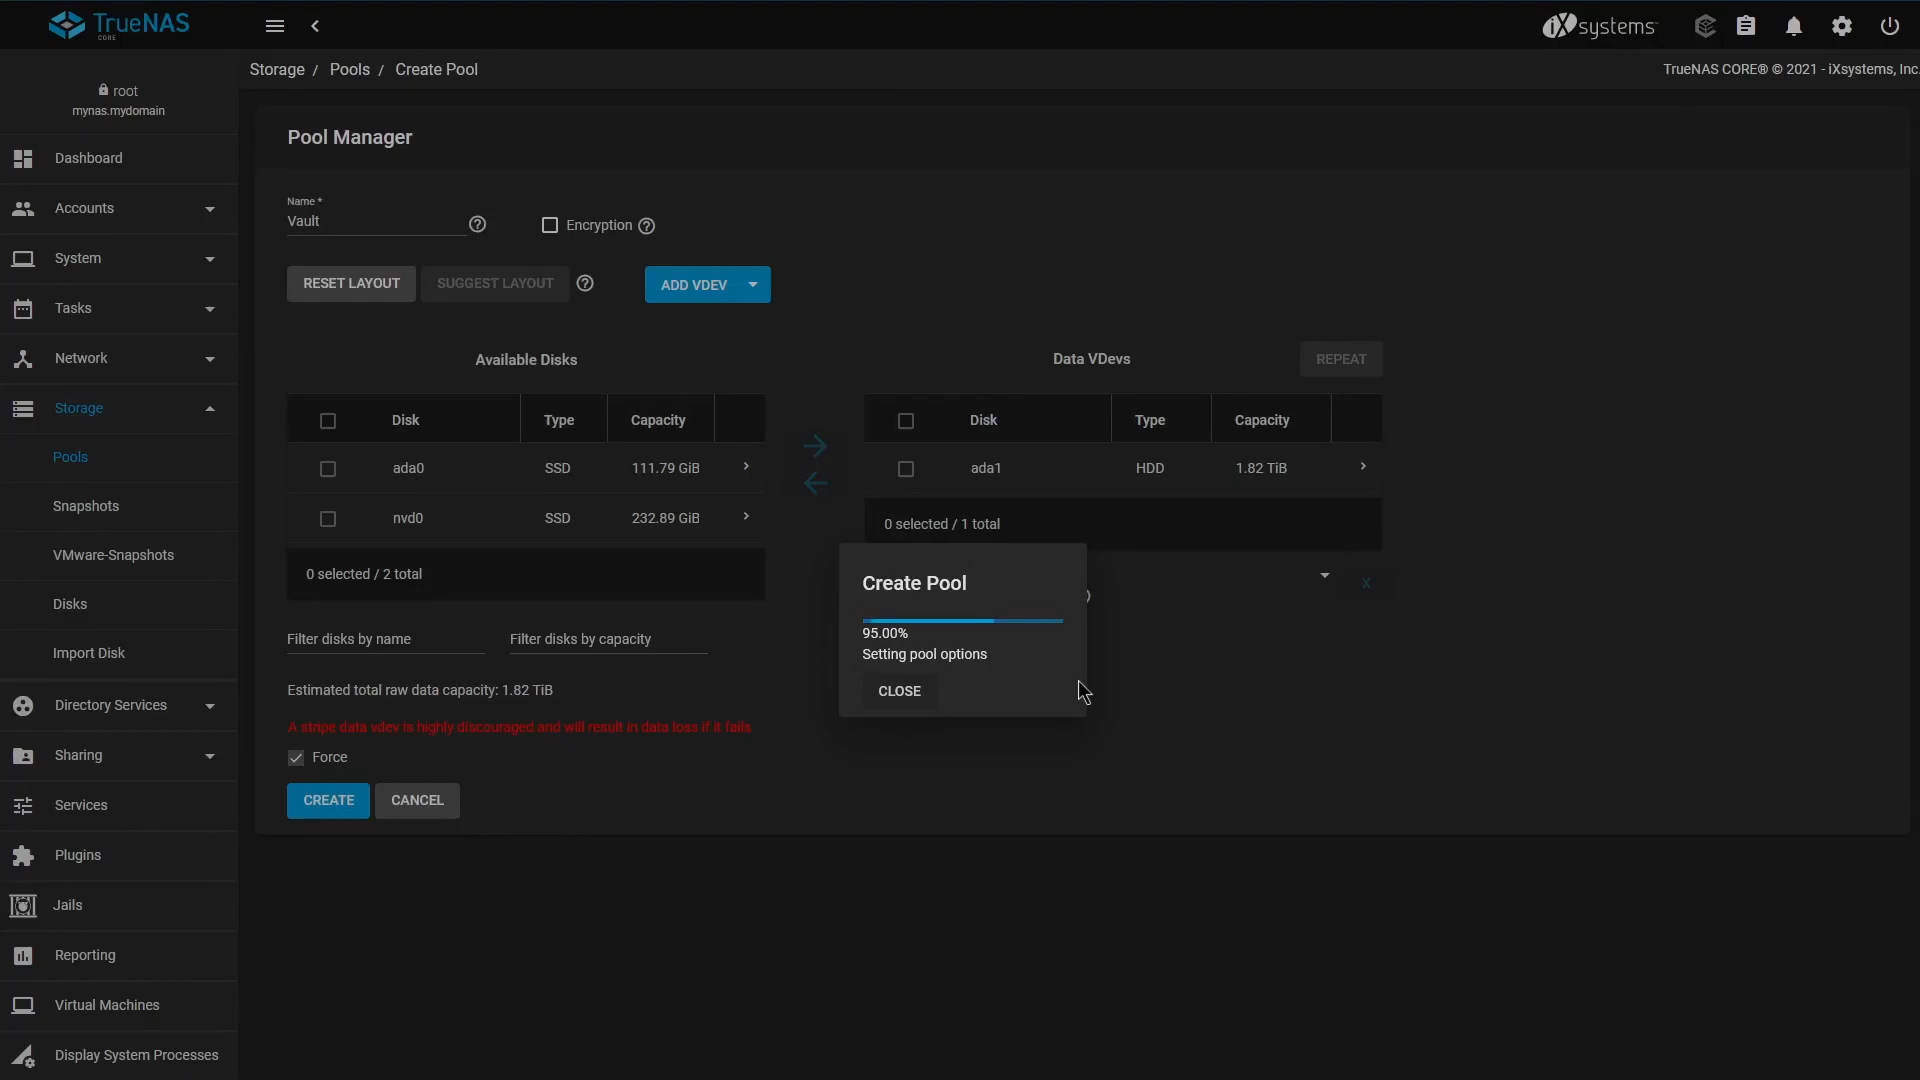 TrueNAS
CORE
iXsystems
Storage / Pools / Create Pool
TrueNAS CORE® © 2021 - iXsystems, Inc.
root
mynas.mydomain
Dashboard
Accounts
System
Tasks
Network
Storage
Pools
Snapshots
VMware-Snapshots
Disks
Import Disk
Directory Services
Sharing
Services
Plugins
Jails
Reporting
Virtual Machines
Display System Processes
Pool Manager
Name *
Vault
Encryption
RESET LAYOUT
SUGGEST LAYOUT
ADD VDEV
Available Disks
Disk Type Capacity
ada0 SSD 111.79 GiB
nvd0 SSD 232.89 GiB
0 selected / 2 total
Filter disks by name
Filter disks by capacity
Estimated total raw data capacity: 1.82 TiB
A stripe data vdev is highly discouraged and will result in data loss if it fails
Force
CREATE
CANCEL
Data VDevs
REPEAT
Disk Type Capacity
ada1 HDD 1.82 TiB
0 selected / 1 total
X
Create Pool
95.00%
Setting pool options
CLOSE